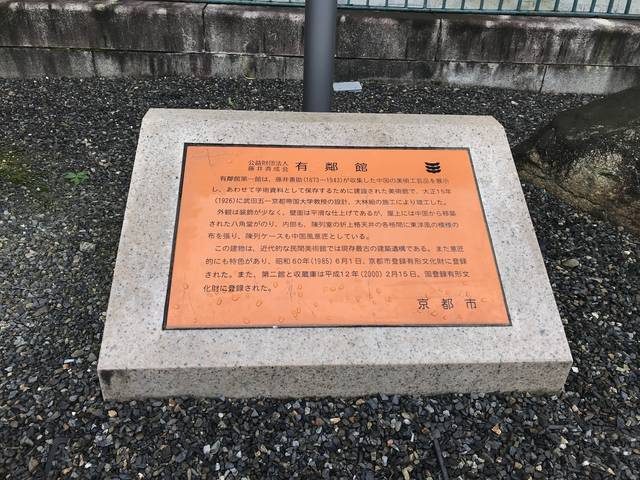 公益財団法人
藤井斉成会
有鄰館
有鄰館第一館は、藤井善助(1873〜1943)が収集した中国の美術工芸品を展示
し、あわせて学術資料として保存するために建設された美術館で、大正15年
(1926)に武田五一京都帝国大学教授の設計、大林組の施工により竣工した。
外観は装飾が少なく、壁面は平滑な仕上げであるが、屋上には中国から移築
された八角堂がのり、内部も、陳列室の折上格天井の各格間に東洋風の模様の
布を張り、陳列ケースも中国風意匠としている。
この建物は、近代的な民間美術館では現存最古の建築遺構である。また意匠
的にも特色があり、昭和60年(1985)6月1日、京都市登録有形文化財に登録
された。また、第二館と収蔵庫は平成12年(2000)2月15日、国登録有形文
化財に登録された。
京都市